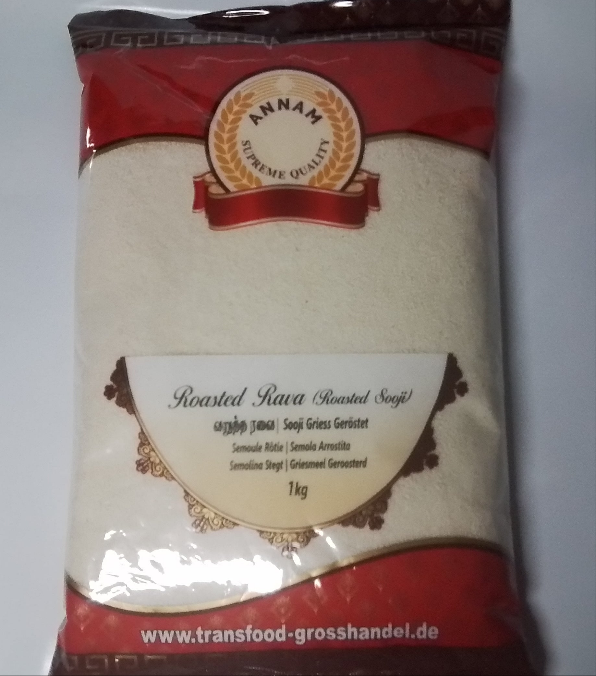 ANNAM
SUPREME QUALITY
Roasted Rava (Roasted Sooji)
வறுத்த ரவை | Sooji Griess Geröstet
Semoule Rôtie | Semola Arrostita
Semolina Stegt | Griesmeel Geroosterd
1kg
www.transfood-grosshandel.de